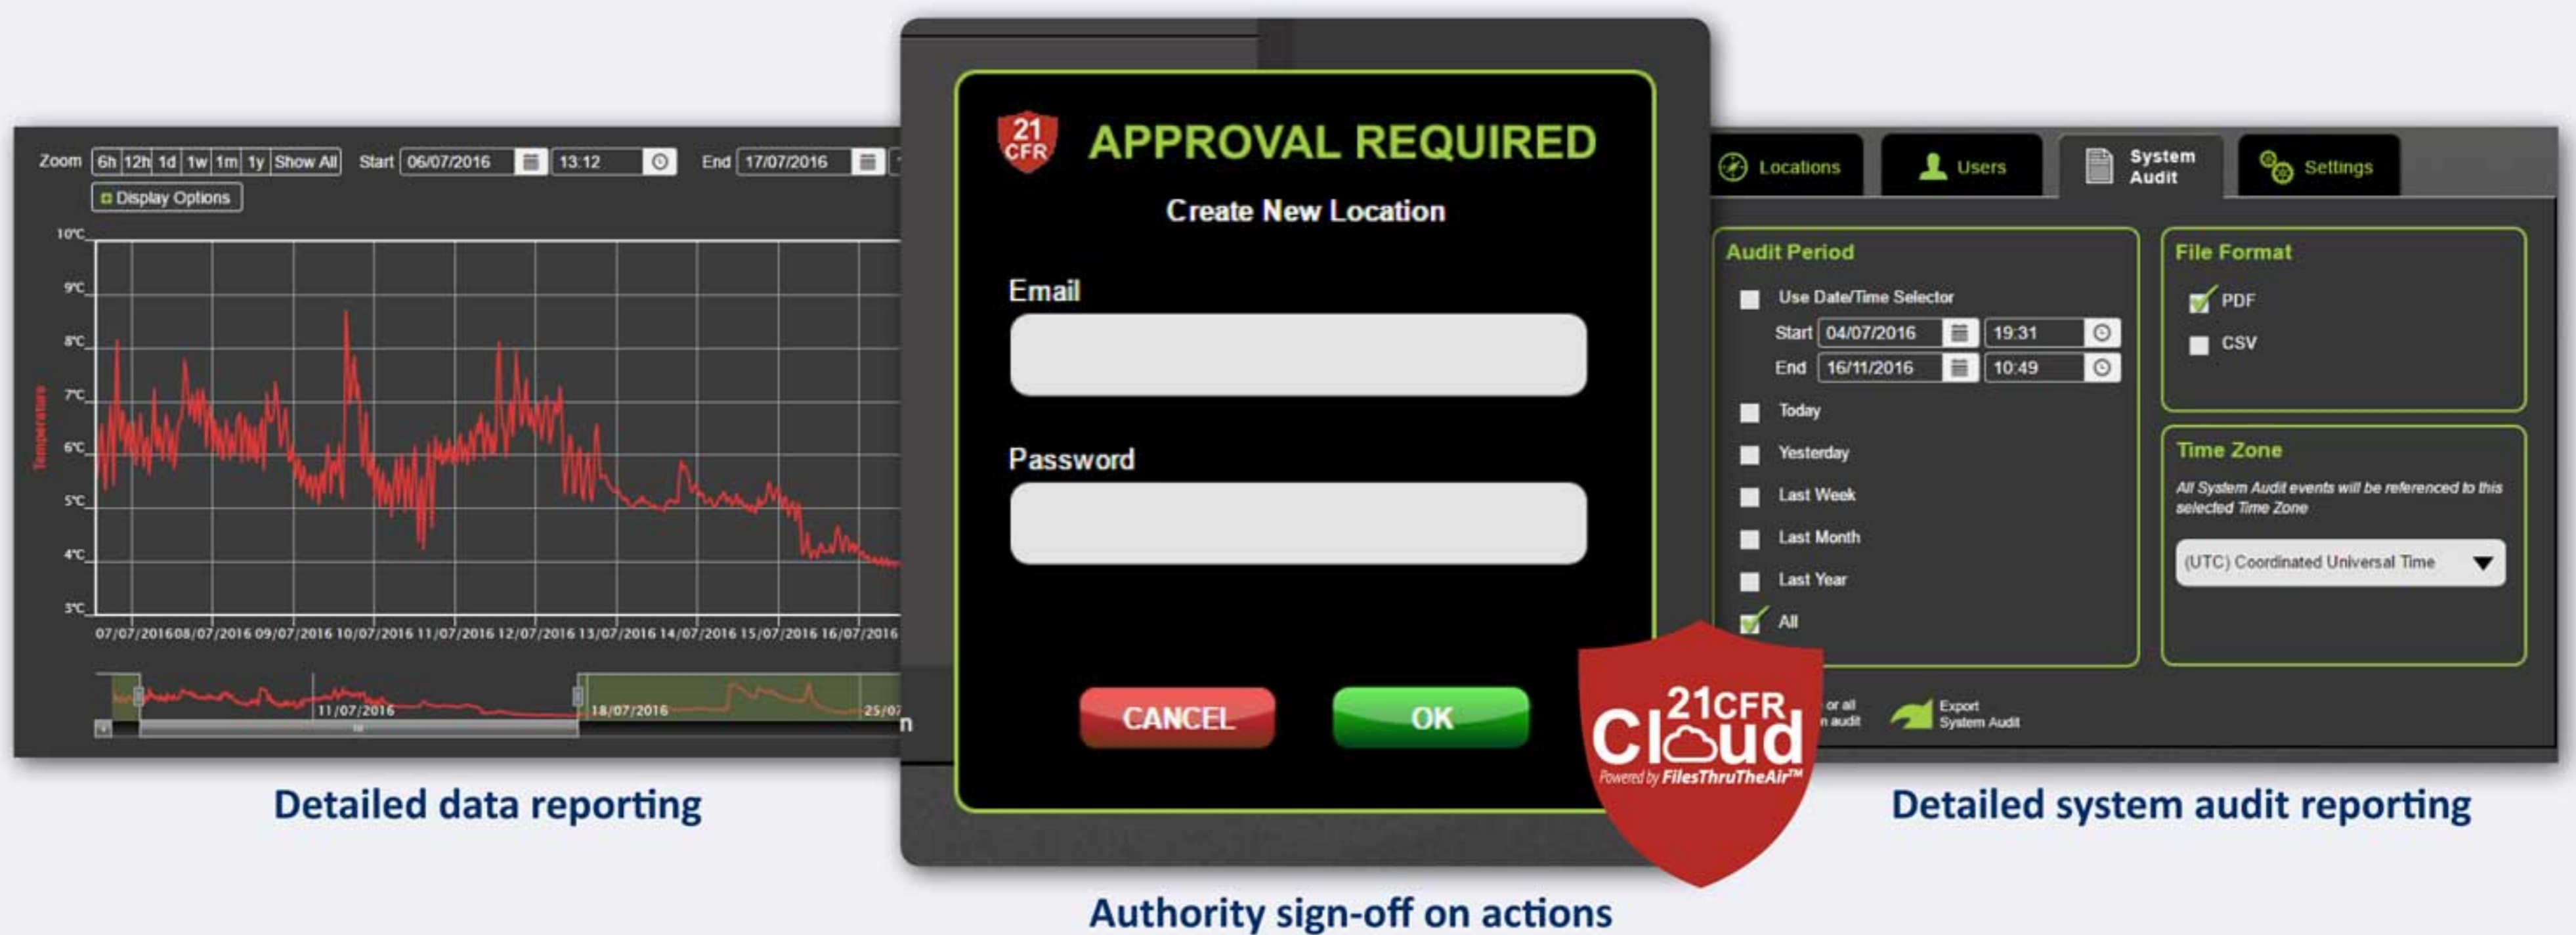 Zoom 6h 12h 1d 1w 1m 1y Show All Start 06/07/2016 13:12 End 17/07/2016
Display Options
10°C
9°C
8°C
7°C
6°C
5°C
4°C
3°C
Temperature
07/07/2016 08/07/2016 09/07/2016 10/07/2016 11/07/2016 12/07/2016 13/07/2016 14/07/2016 15/07/2016 16/07/2016
11/07/2016 18/07/2016 25/07
Detailed data reporting
21
CFR
APPROVAL REQUIRED
Create New Location
Email
Password
CANCEL OK
Authority sign-off on actions
21CFR
Cloud
Powered by FilesThruTheAir™
Locations Users System Audit Settings
Audit Period
Use Date/Time Selector
Start 04/07/2016 19:31
End 16/11/2016 10:49
Today
Yesterday
Last Week
Last Month
Last Year
All
File Format
PDF
CSV
Time Zone
All System Audit events will be referenced to this
selected Time Zone
(UTC) Coordinated Universal Time
or all
audit
Export
System Audit
Detailed system audit reporting